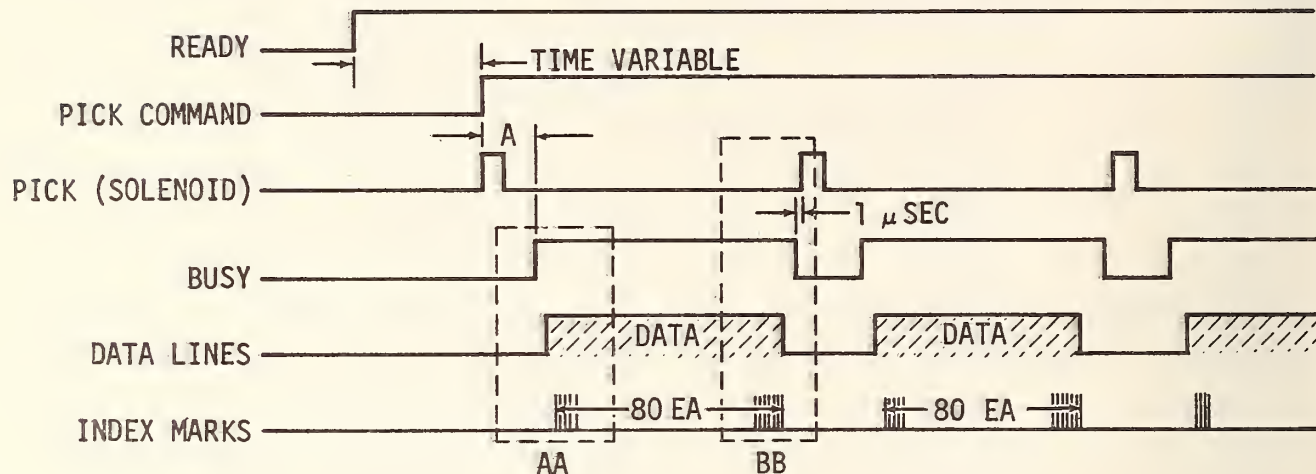 READY
TIME VARIABLE
PICK COMMAND
A
PICK (SOLENOID)
1 μ SEC
BUSY
DATA DATA
DATA LINES
80 EA 80 EA
INDEX MARKS
AA BB